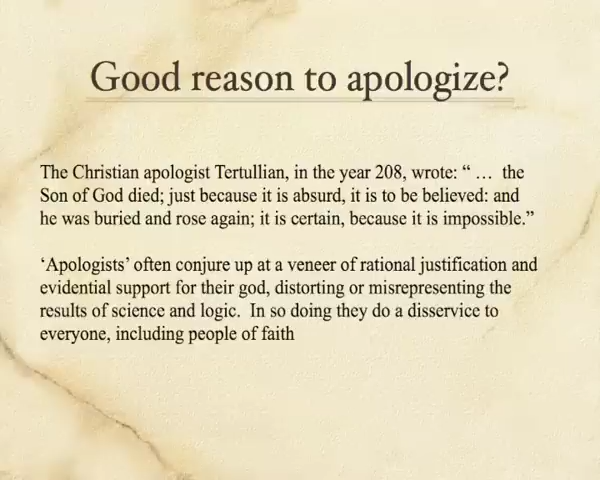 Good reason to apologize?
The Christian apologist Tertullian, in the year 208, wrote: “ …  the
Son of God died; just because it is absurd, it is to be believed: and
he was buried and rose again; it is certain, because it is impossible.”
‘Apologists’ often conjure up at a veneer of rational justification and
evidential support for their god, distorting or misrepresenting the
results of science and logic.  In so doing they do a disservice to
everyone, including people of faith